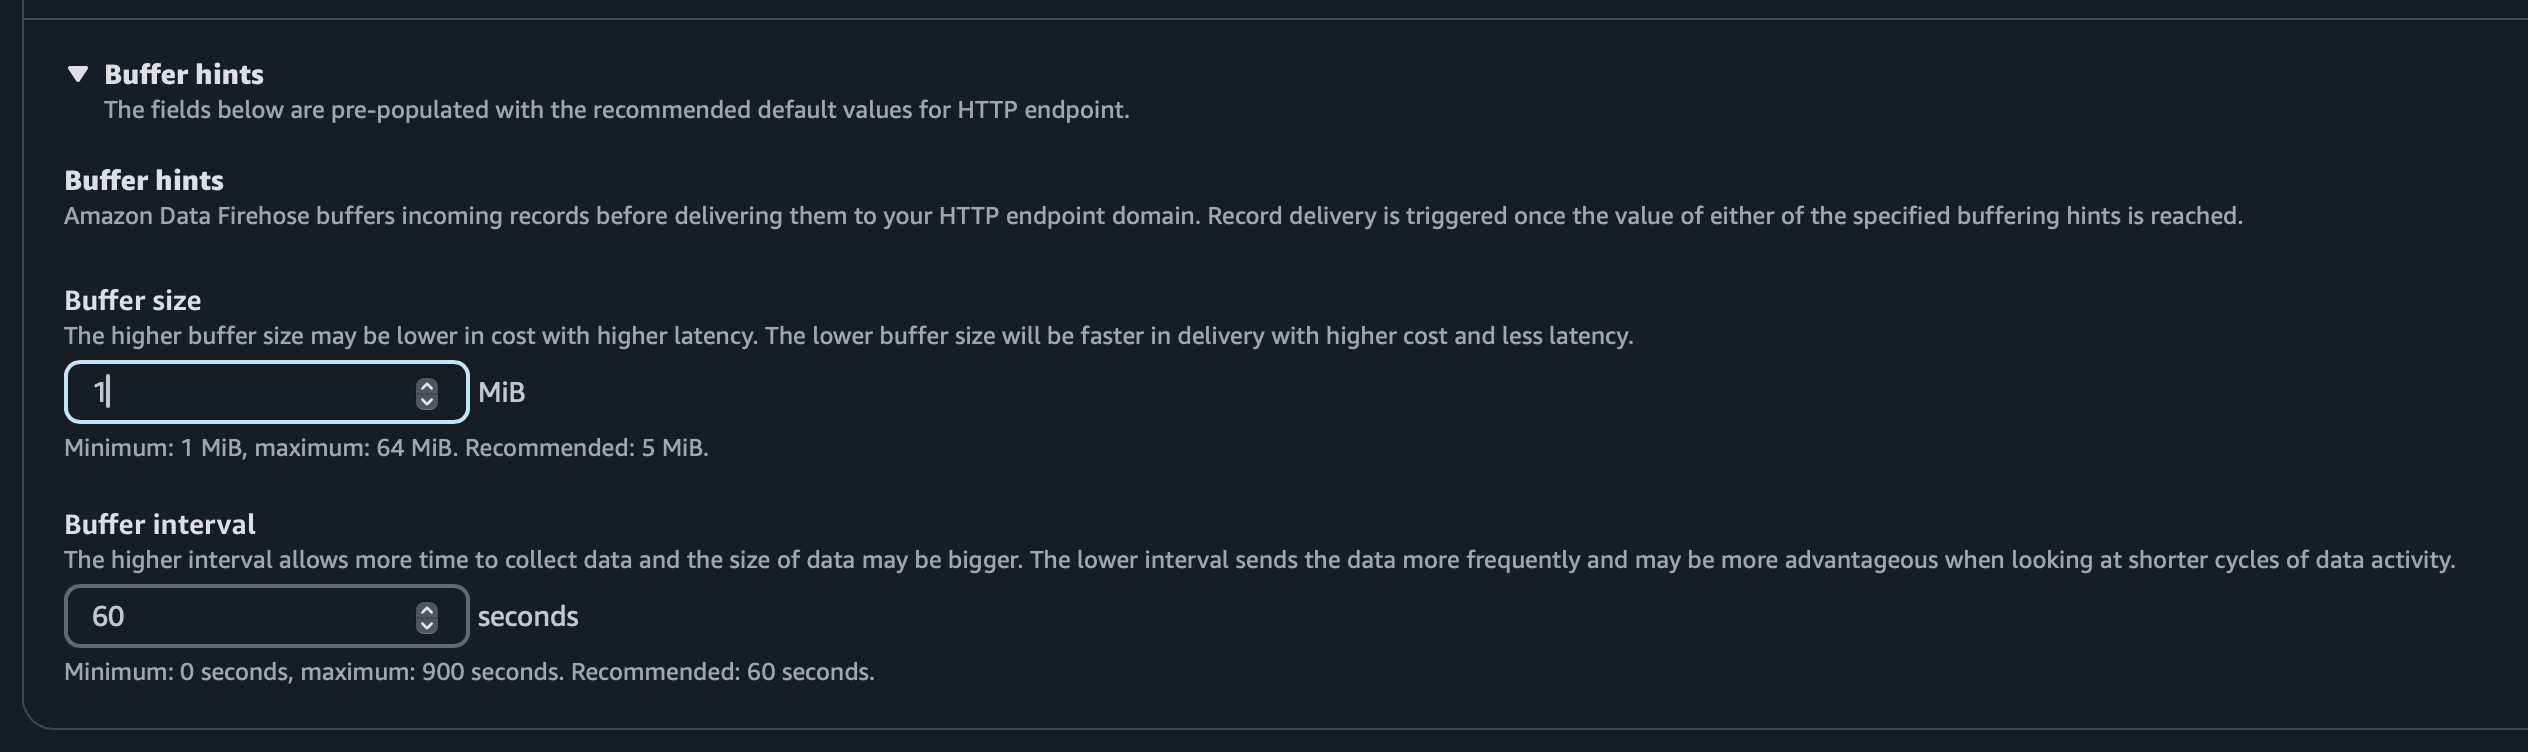 Buffer hints
The fields below are pre-populated with the recommended default values for HTTP endpoint.
Buffer hints
Amazon Data Firehose buffers incoming records before delivering them to your HTTP endpoint domain. Record delivery is triggered once the value of either of the specified buffering hints is reached.
Buffer size
The higher buffer size may be lower in cost with higher latency. The lower buffer size will be faster in delivery with higher cost and less latency.
1 MiB
Minimum: 1 MiB, maximum: 64 MiB. Recommended: 5 MiB.
Buffer interval
The higher interval allows more time to collect data and the size of data may be bigger. The lower interval sends the data more frequently and may be more advantageous when looking at shorter cycles of data activity.
60 seconds
Minimum: 0 seconds, maximum: 900 seconds. Recommended: 60 seconds.